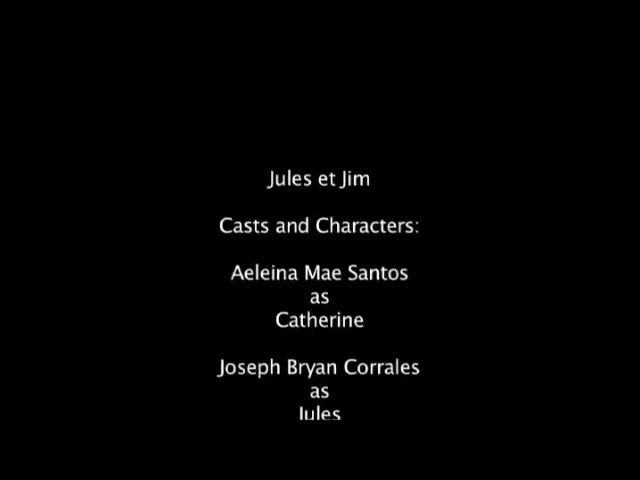 Jules et Jim
Casts and Characters:
Aeleina Mae Santos
as
Catherine
Joseph Bryan Corrales
as
Jules